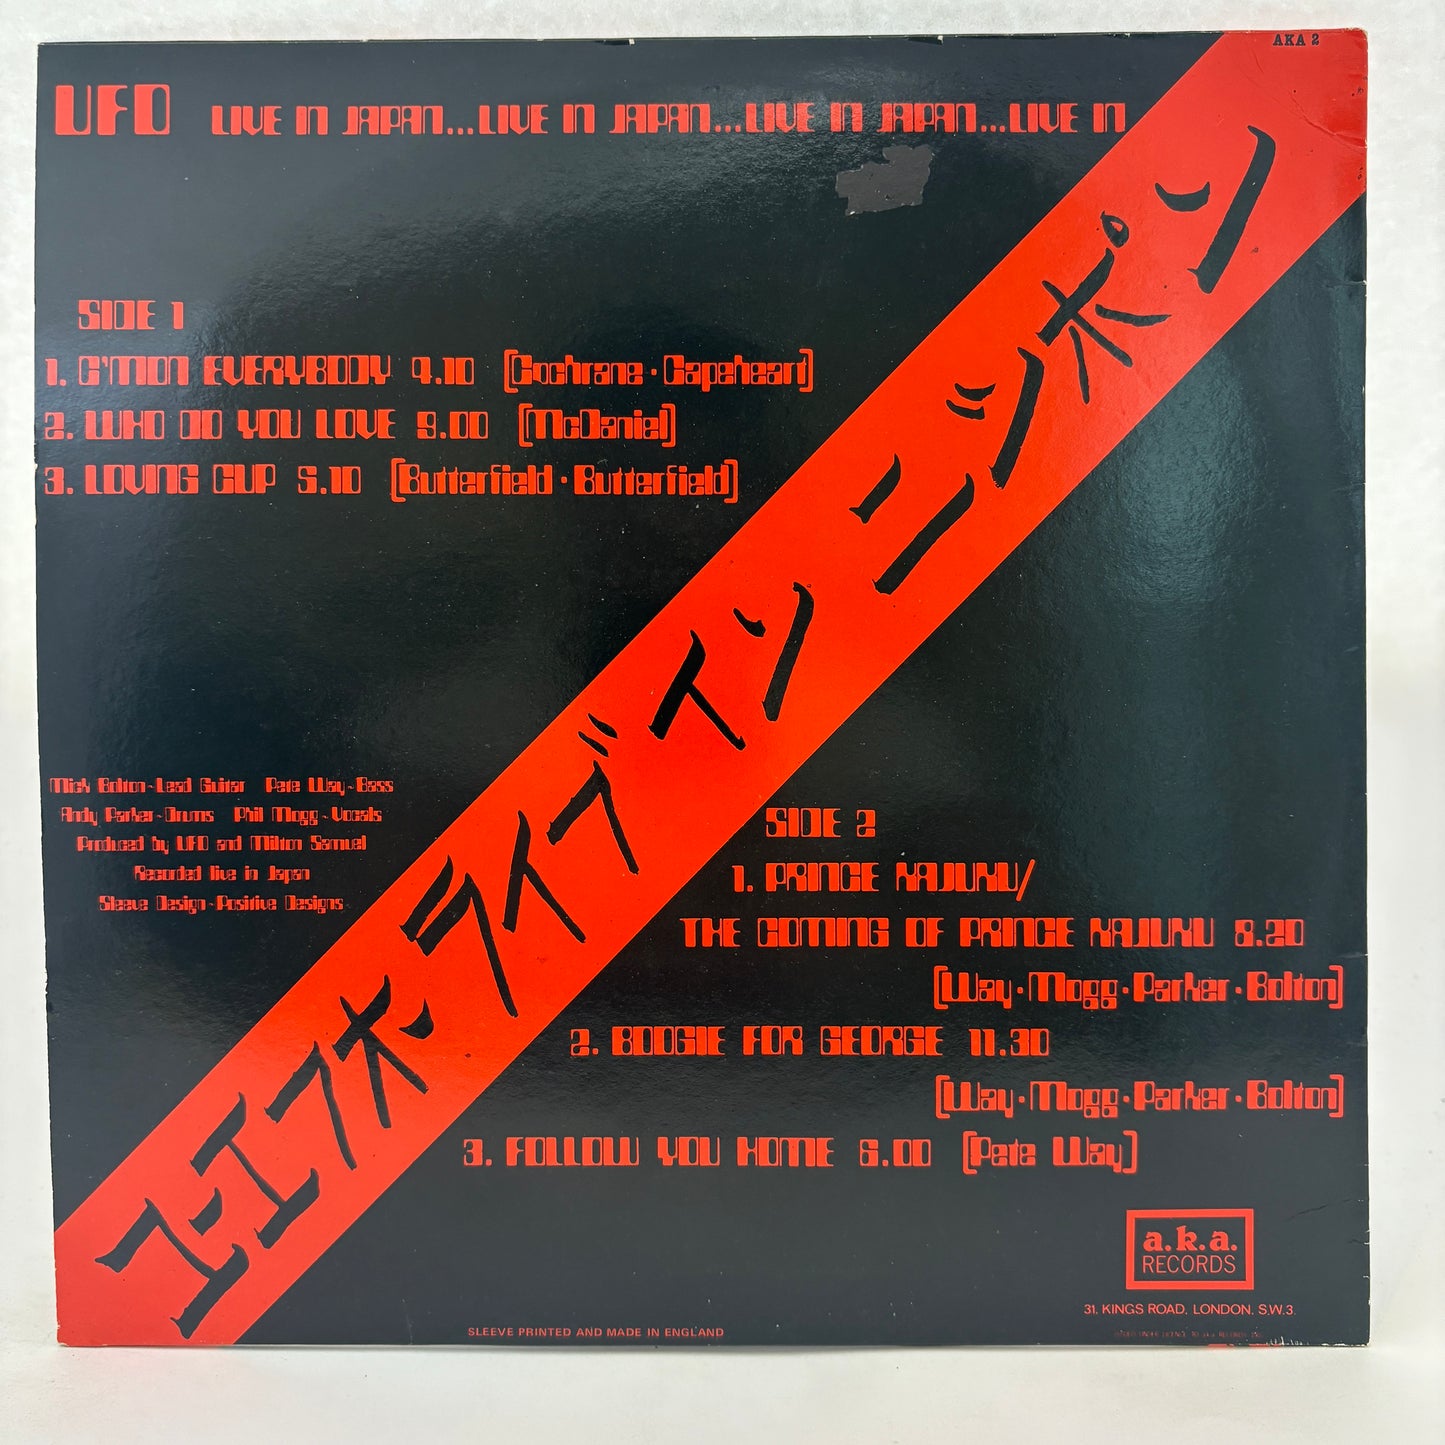 AKA 2
UFO LIVE IN JAPAN...LIVE IN JAPAN...LIVE IN JAPAN...LIVE IN
SIDE 1
1. C'MON EVERYBODY 4.10 [Cochrane · Capeheart]
2. WHO DO YOU LOVE 9.00 [McDaniel]
3. LOVING CUP 5.10 [Butterfield · Butterfield]
ユーエフホー ライブ イン ニッポン
Mick Bolton~Lead Guitar Pete Way~Bass
Andy Parker~Drums Phil Mogg~Vocals
Produced by UFO and Milton Samuel
Recorded live in Japan
Sleeve Design~Positive Designs
SIDE 2
1. PRINCE KAJUKU/
THE COMING OF PRINCE KAJUKU 8.20
[Way · Mogg · Parker · Bolton]
2. BOOGIE FOR GEORGE 11.30
[Way · Mogg · Parker · Bolton]
3. FOLLOW YOU HOME 6.00 [Pete Way]
a.k.a.
RECORDS
31, KINGS ROAD, LONDON, S.W.3.
SLEEVE PRINTED AND MADE IN ENGLAND